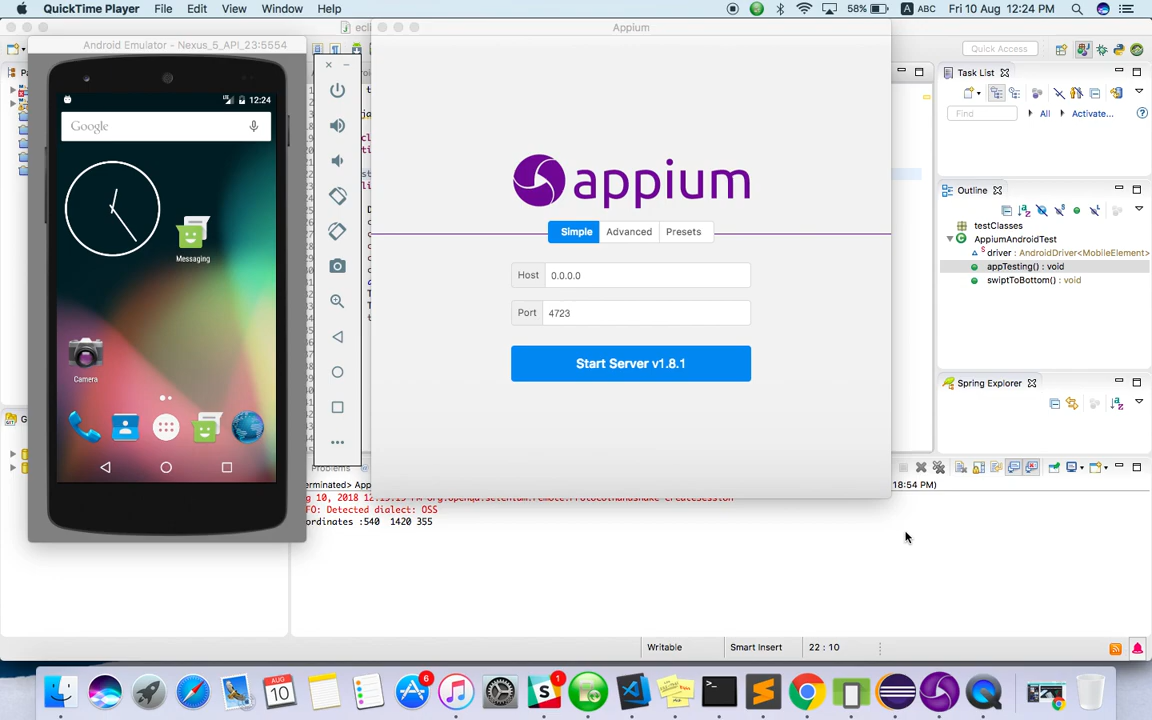 QuickTime Player File Edit View Window Help 58% A ABC Fri 10 Aug 12:24 PM
Android Emulator - Nexus_5_API_23:5554
Appium
Quick Access
12:24
Google
Messaging
Camera
appium
Simple Advanced Presets
Host 0.0.0.0
Port 4723
Start Server v1.8.1
Task List
Find All Activate...
Outline
testClasses
AppiumAndroidTest
driver : AndroidDriver<MobileElement>
appTesting() : void
swiptToBottom() : void
Spring Explorer
Problems
18:54 PM)
FO: Detected dialect: OSS
ordinates :540 1420 355
Writable Smart Insert 22 : 10
AUG
10
6
1